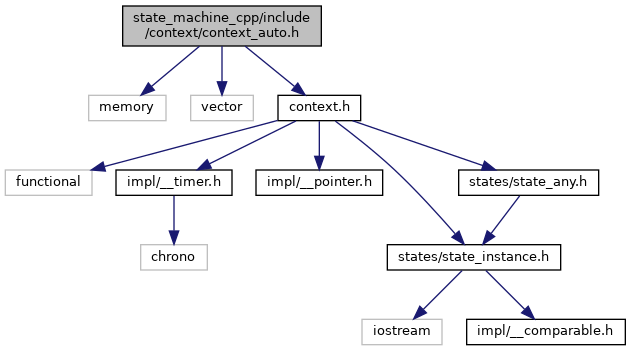 state_machine_cpp/include
/context/context_auto.h
memory
vector
context.h
functional
impl/__timer.h
impl/__pointer.h
states/state_any.h
chrono
states/state_instance.h
iostream
impl/__comparable.h